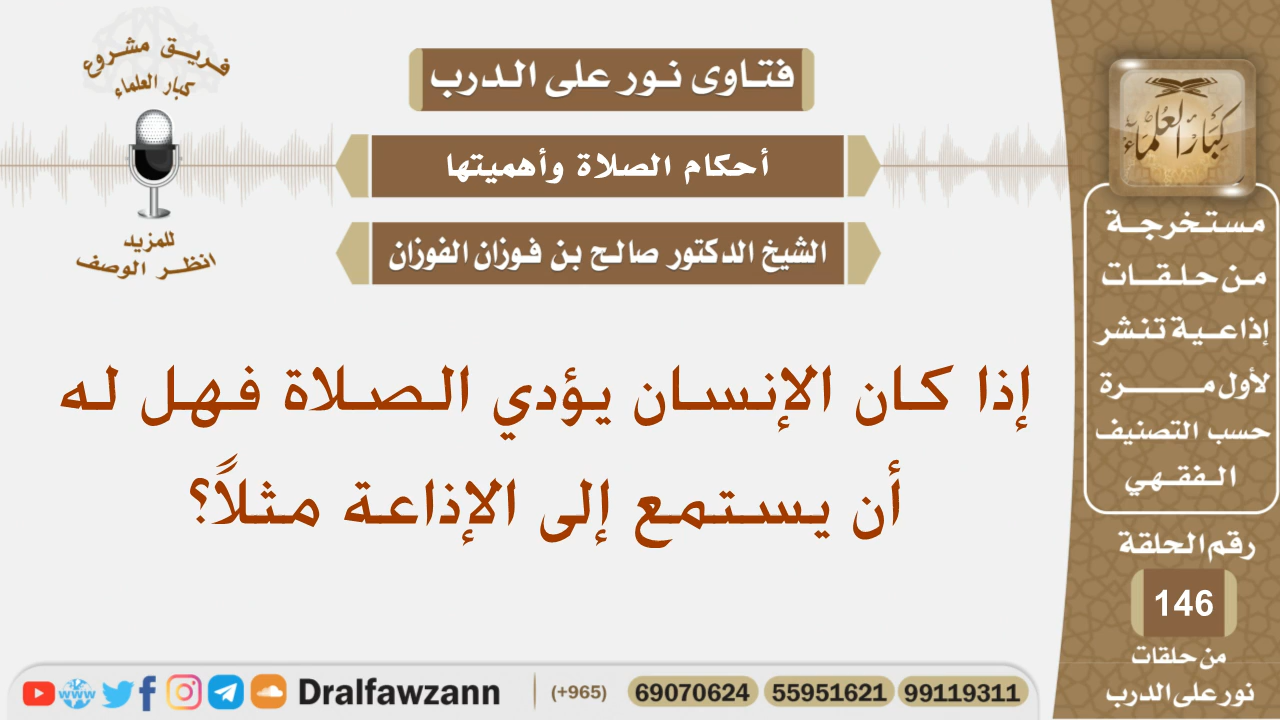 فريق مشروع
كبار العلماء
للمزيد
انظر الوصف
فتاوى نور على الدرب
أحكام الصلاة وأهميتها
الشيخ الدكتور صالح بن فوزان الفوزان
إذا كان الإنسان يؤدي الصلاة فهل له
أن يستمع إلى الإذاعة مثلاً؟
كبار العلماء
مستخرجة
من حلقات
إذاعية تنشر
لأول مرة
حسب التصنيف
الفقهي
رقم الحلقة
146
من حلقات
نور على الدرب
www
Dralfawzann (+965) 69070624 55951621 99119311